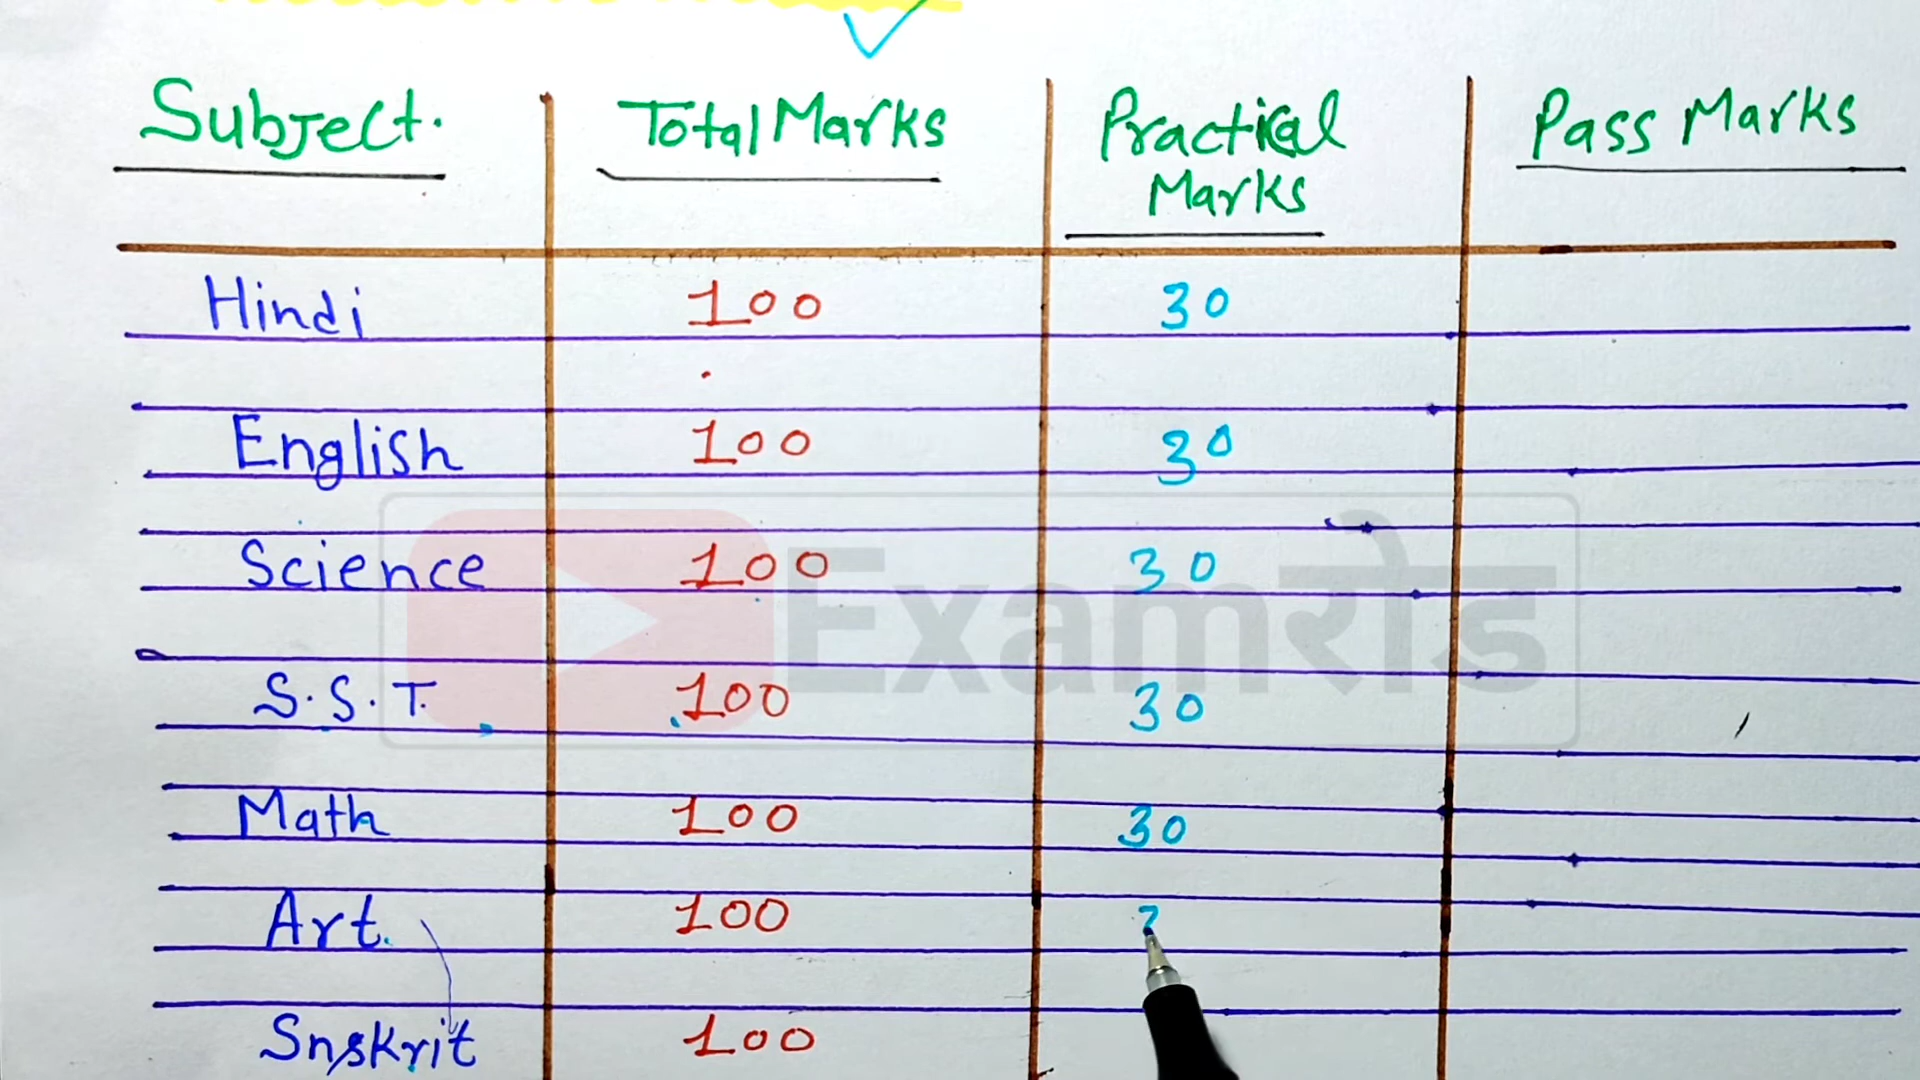 Subject. Total Marks Practical Marks Pass Marks
Hindi 100 30
English 100 30
Science 100 30
S.S.T. 100 30
Math 100 30
Art. 100
Snskrit 100
Examरोड